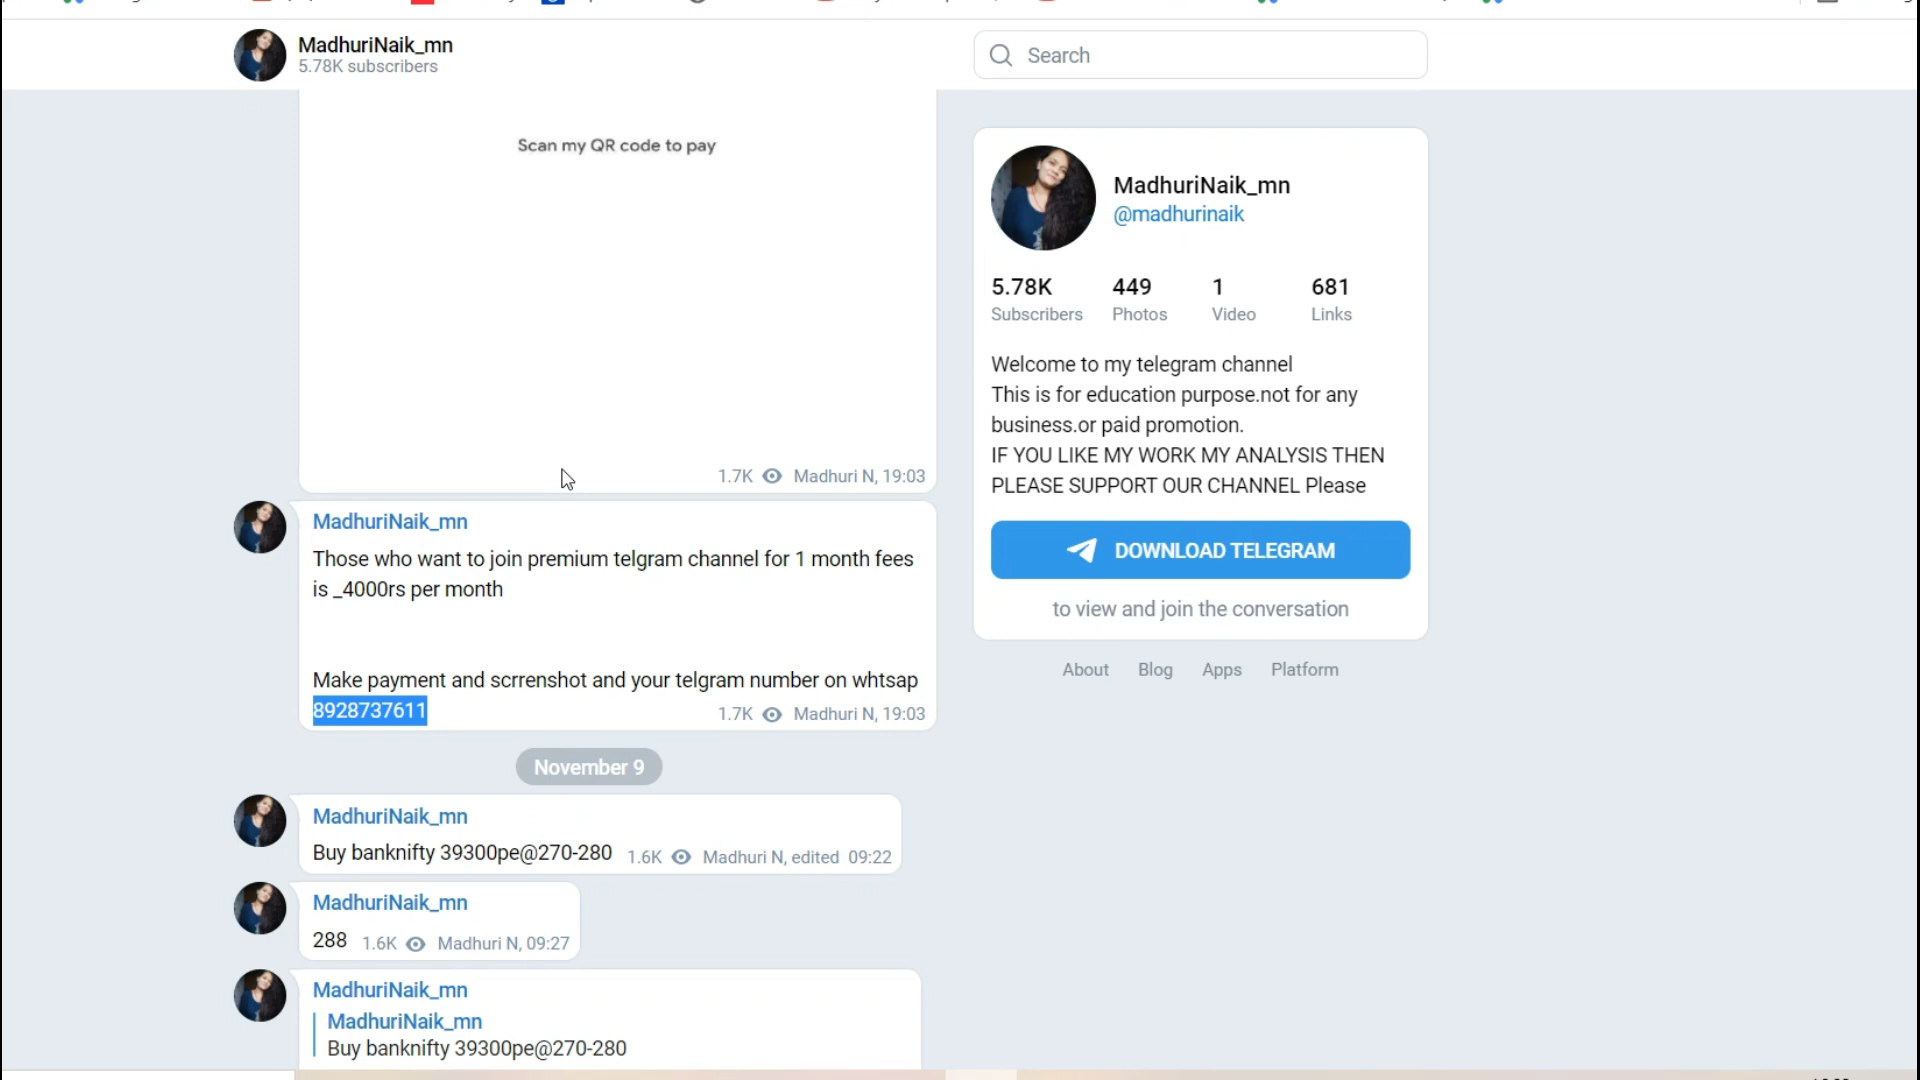 MadhuriNaik_mn
5.78K subscribers
Search
Scan my QR code to pay
1.7K Madhuri N, 19:03
MadhuriNaik_mn
Those who want to join premium telgram channel for 1 month fees
is _4000rs per month
Make payment and scrrenshot and your telgram number on whtsap
8928737611
1.7K Madhuri N, 19:03
November 9
MadhuriNaik_mn
Buy banknifty 39300pe@270-280 1.6K Madhuri N, edited 09:22
MadhuriNaik_mn
288 1.6K Madhuri N, 09:27
MadhuriNaik_mn
MadhuriNaik_mn
Buy banknifty 39300pe@270-280
MadhuriNaik_mn
@madhurinaik
5.78K 449 1 681
Subscribers Photos Video Links
Welcome to my telegram channel
This is for education purpose.not for any
business.or paid promotion.
IF YOU LIKE MY WORK MY ANALYSIS THEN
PLEASE SUPPORT OUR CHANNEL Please
DOWNLOAD TELEGRAM
to view and join the conversation
About Blog Apps Platform